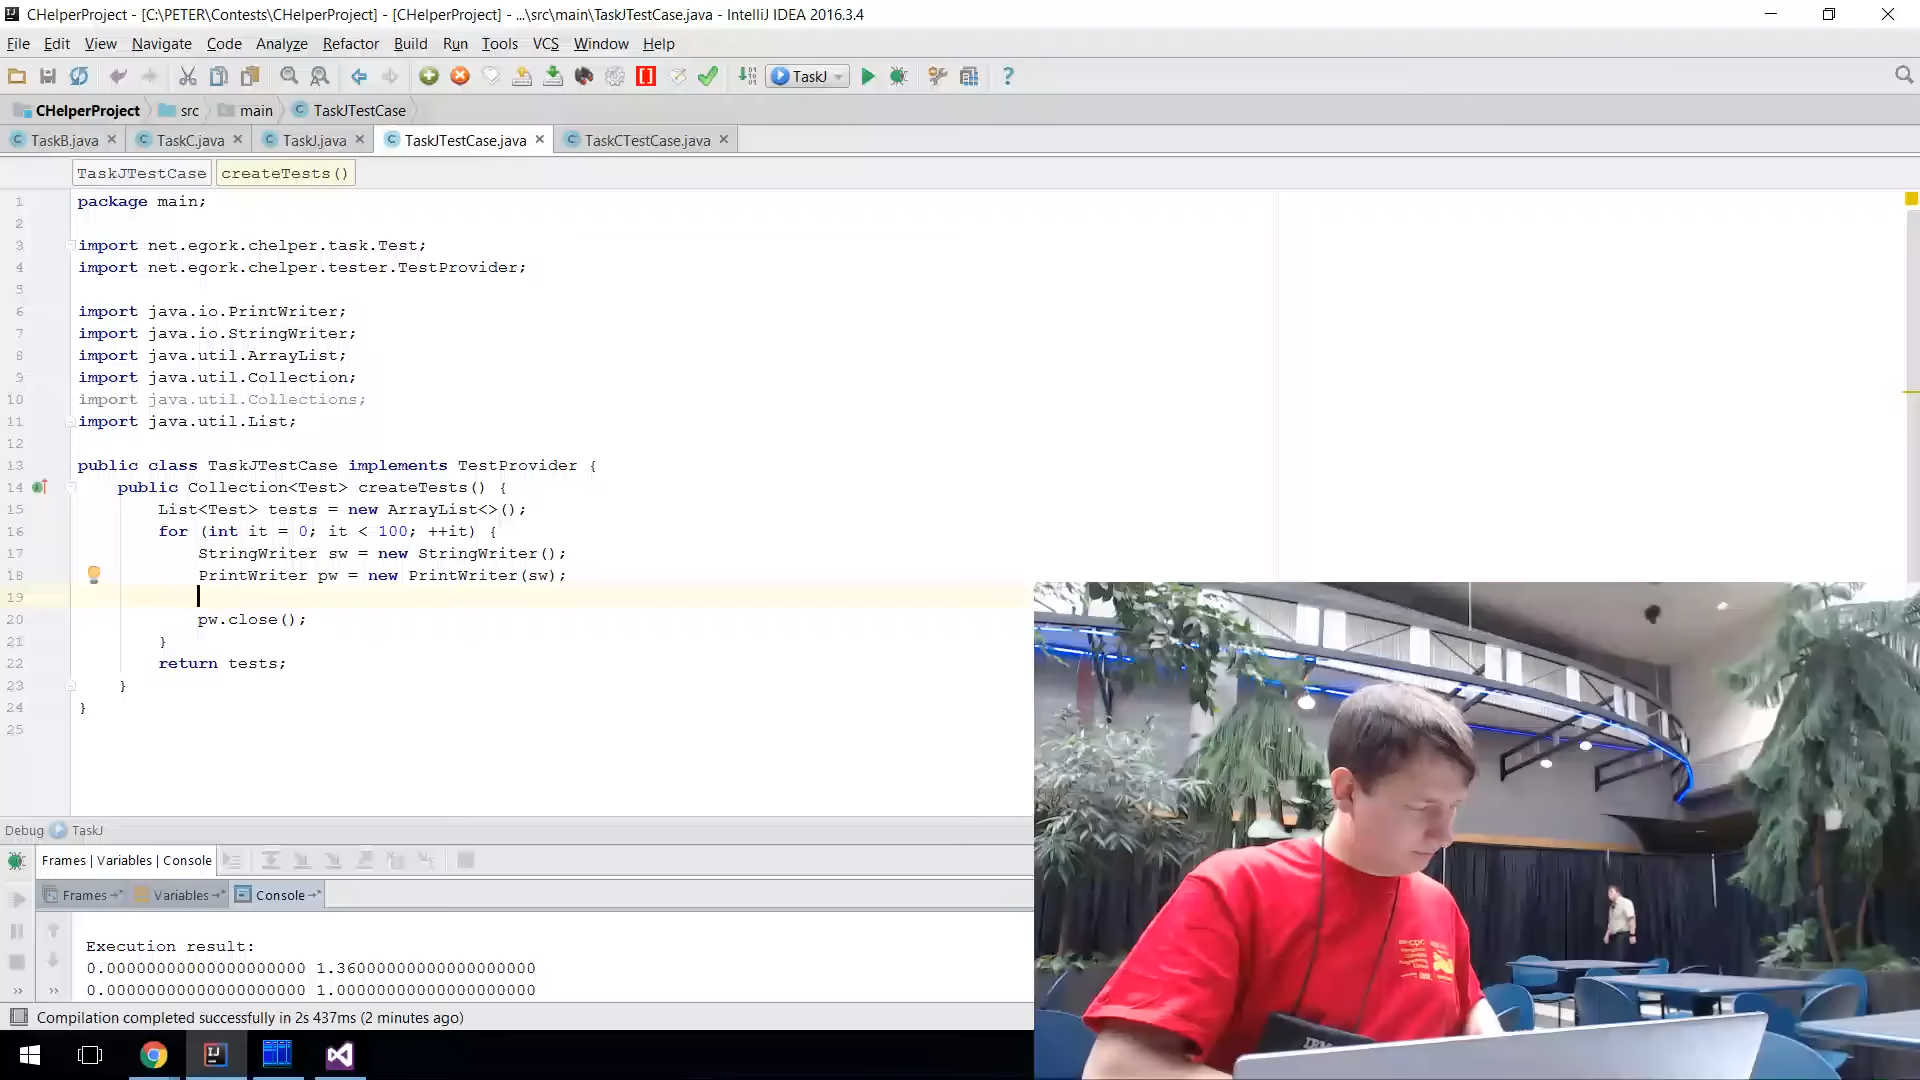 CHelperProject - [C:\PETER\Contests\CHelperProject] - [CHelperProject] - ...\src\main\TaskJTestCase.java - IntelliJ IDEA 2016.3.4
File Edit View Navigate Code Analyze Refactor Build Run Tools VCS Window Help
TaskJ
CHelperProject src main TaskJTestCase
TaskB.java TaskC.java TaskJ.java TaskJTestCase.java TaskCTestCase.java
TaskJTestCase createTests()
1 package main;
2
3 import net.egork.chelper.task.Test;
4 import net.egork.chelper.tester.TestProvider;
5
6 import java.io.PrintWriter;
7 import java.io.StringWriter;
8 import java.util.ArrayList;
9 import java.util.Collection;
10 import java.util.Collections;
11 import java.util.List;
12
13 public class TaskJTestCase implements TestProvider {
14 public Collection<Test> createTests() {
15 List<Test> tests = new ArrayList<>();
16 for (int it = 0; it < 100; ++it) {
17 StringWriter sw = new StringWriter();
18 PrintWriter pw = new PrintWriter(sw);
19
20 pw.close();
21 }
22 return tests;
23 }
24 }
25
Debug TaskJ
Frames | Variables | Console
Frames Variables Console
Execution result:
0.00000000000000000000 1.36000000000000000000
0.00000000000000000000 1.00000000000000000000
Compilation completed successfully in 2s 437ms (2 minutes ago)